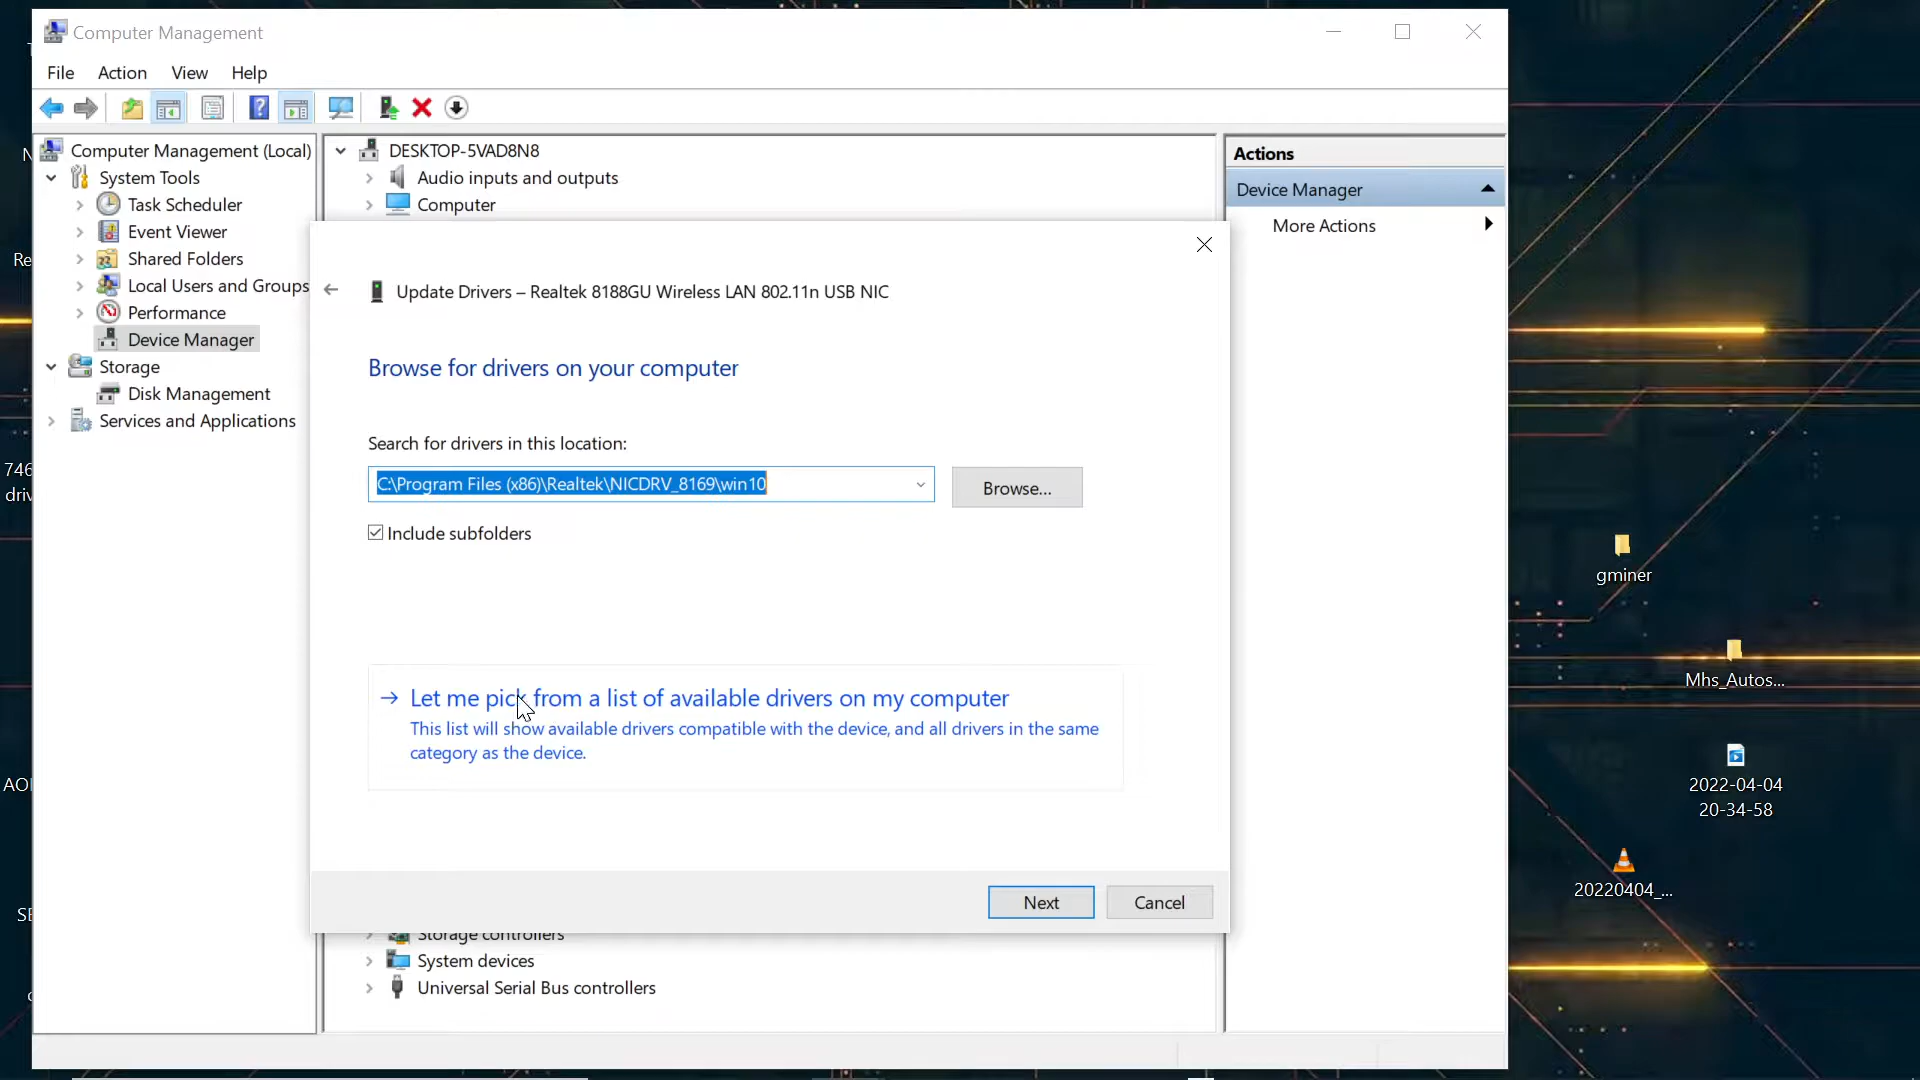 Computer Management
File Action View Help
Computer Management (Local)
System Tools
Task Scheduler
Event Viewer
Shared Folders
Local Users and Groups
Performance
Device Manager
Storage
Disk Management
Services and Applications
DESKTOP-5VAD8N8
Audio inputs and outputs
Computer
Update Drivers – Realtek 8188GU Wireless LAN 802.11n USB NIC
Browse for drivers on your computer
Search for drivers in this location:
C:\Program Files (x86)\Realtek\NICDRV_8169\win10
Browse...
Include subfolders
Let me pick from a list of available drivers on my computer
This list will show available drivers compatible with the device, and all drivers in the same
category as the device.
Next
Cancel
Storage controllers
System devices
Universal Serial Bus controllers
Actions
Device Manager
More Actions
Re
746
driv
AOI
gminer
Mhs_Autos...
2022-04-04
20-34-58
20220404_...